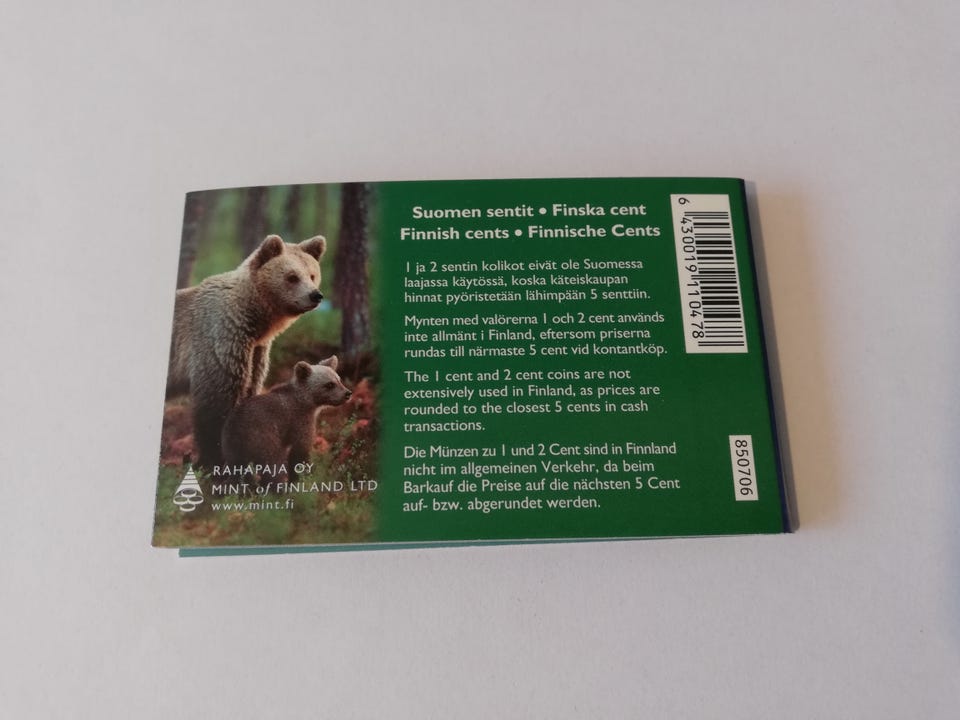 Suomen sentit • Finska cent
Finnish cents • Finnische Cents
1 ja 2 sentin kolikot eivät ole Suomessa
laajassa käytössä, koska käteiskaupan
hinnat pyöristetään lähimpään 5 senttiin.
Mynten med valörerna 1 och 2 cent används
inte allmänt i Finland, eftersom priserna
rundas till närmaste 5 cent vid kontantköp.
The 1 cent and 2 cent coins are not
extensively used in Finland, as prices are
rounded to the closest 5 cents in cash
transactions.
Die Münzen zu 1 und 2 Cent sind in Finnland
nicht im allgemeinen Verkehr, da beim
Barkauf die Preise auf die nächsten 5 Cent
auf- bzw. abgerundet werden.
RAHAPAJA OY
MINT of FINLAND LTD
www.mint.fi
6 430019 110478
850706